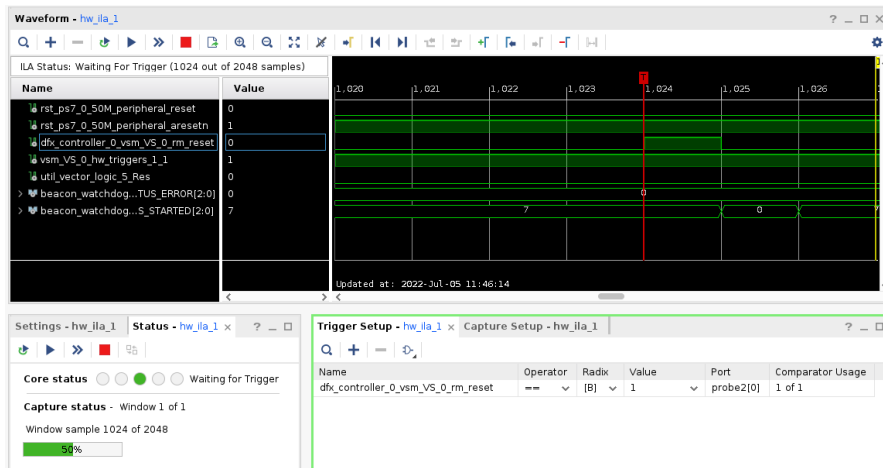 Waveform - hw_ila_1
ILA Status: Waiting For Trigger (1024 out of 2048 samples)
Name Value
1,020 1,021 1,022 1,023 1,024 1,025 1,026
T
rst_ps7_0_50M_peripheral_reset 0
rst_ps7_0_50M_peripheral_aresetn 1
dfx_controller_0_vsm_VS_0_rm_reset 0
vsm_VS_0_hw_triggers_1_1 1
util_vector_logic_5_Res 0
beacon_watchdog...TUS_ERROR[2:0] 0 0
beacon_watchdog...S_STARTED[2:0] 7 7 0
Updated at: 2022-Jul-05 11:46:14
Settings - hw_ila_1 Status - hw_ila_1
Core status Waiting for Trigger
Capture status - Window 1 of 1
Window sample 1024 of 2048
50%
Trigger Setup - hw_ila_1 Capture Setup - hw_ila_1
Name Operator Radix Value Port Comparator Usage
dfx_controller_0_vsm_VS_0_rm_reset == [B] 1 probe2[0] 1 of 1